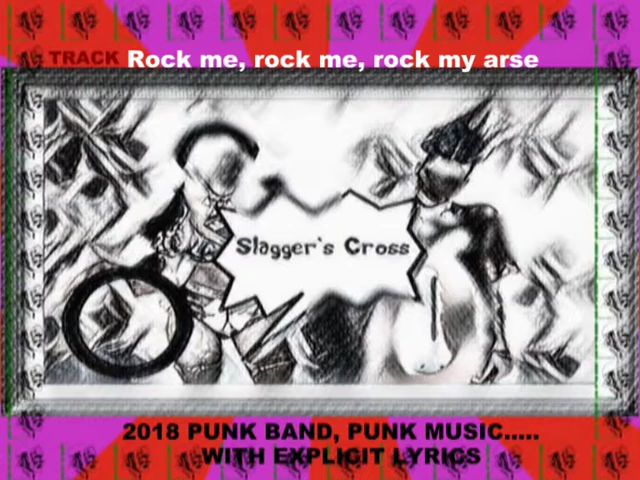 TRACK Rock me, rock me, rock my arse
Slagger's Cross
2018 PUNK BAND, PUNK MUSIC.....
WITH EXPLICIT LYRICS